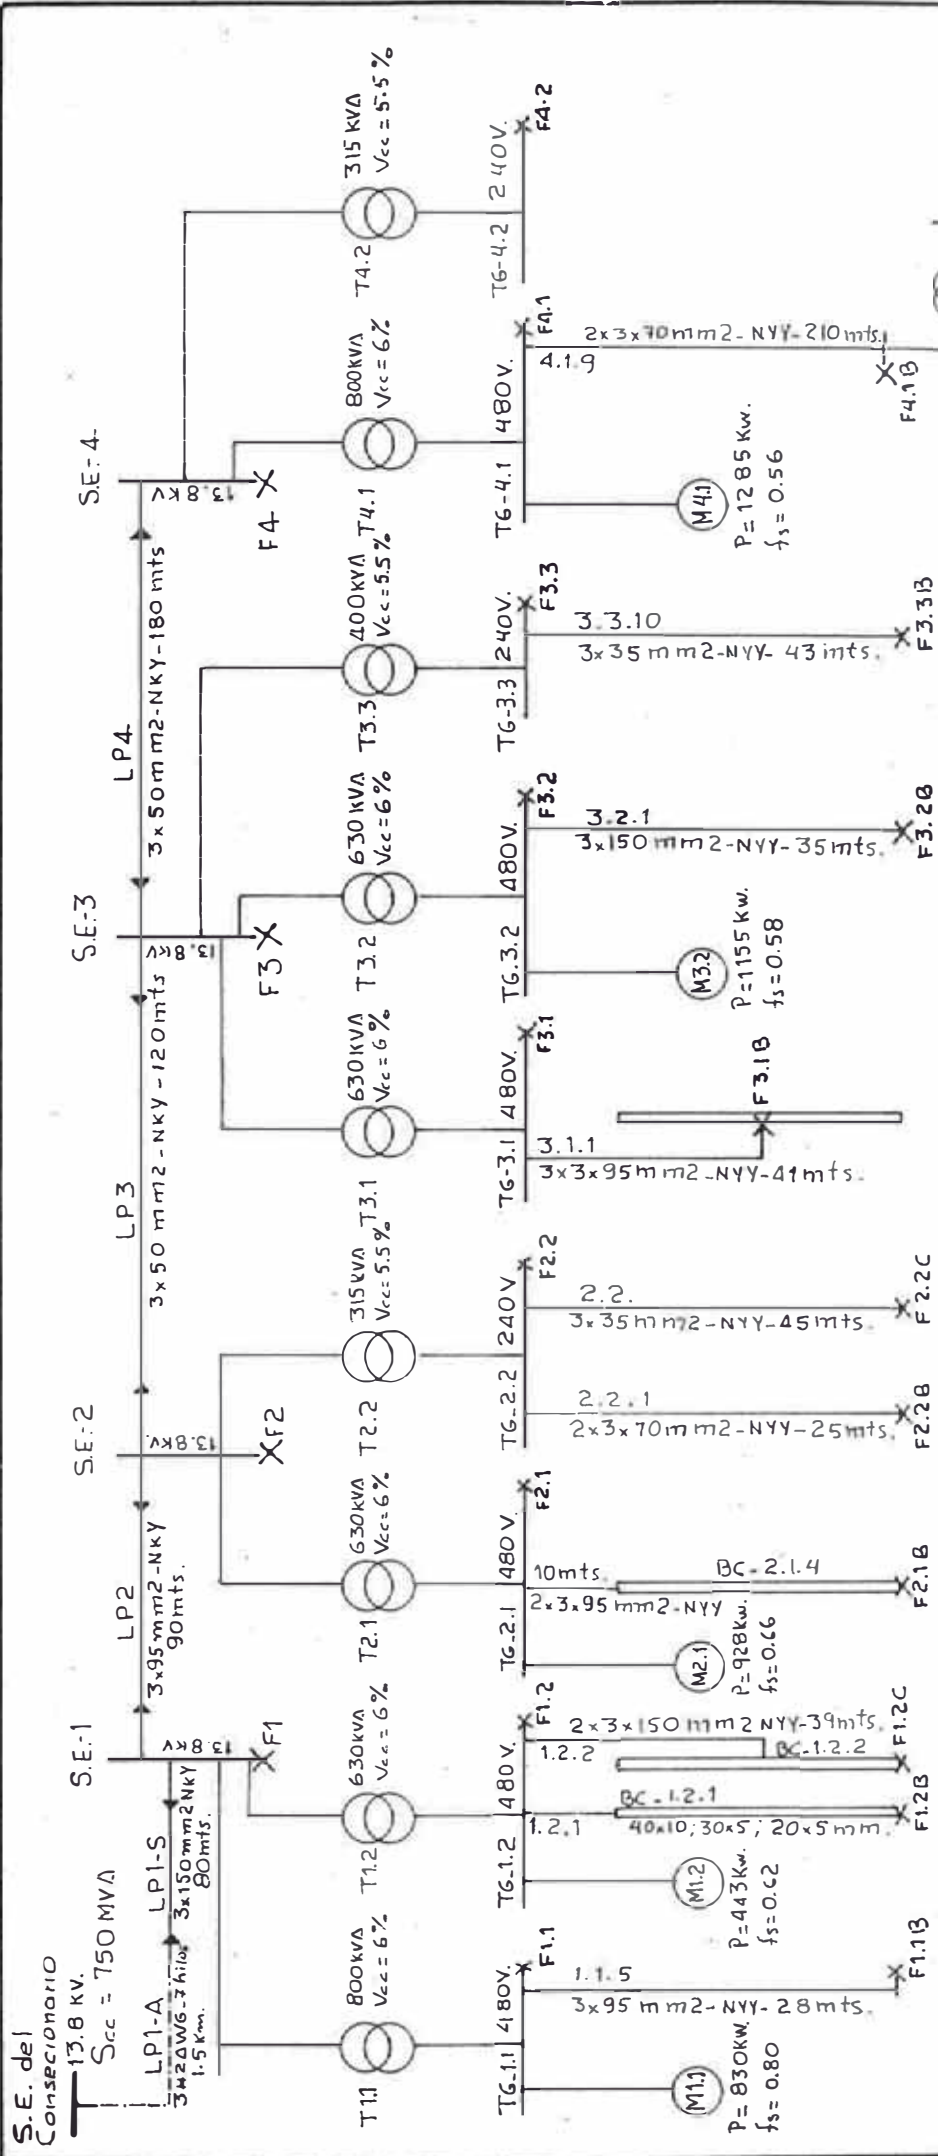 S.E. del
Consecionario
13.8 KV.
Scc = 750 MVA
LP1-A
3#2AWG-7hilos
1.5Km.
LP1-S
3x150mm2NKY
80mts.
S.E.-1
13.8KV
F1
LP2
3x95mm2-NKY
90mts.
S.E.-2
13.8KV.
F2
LP3
3x50mm2-NKY-120mts
S.E.-3
13.8KV
F3
LP4
3x50mm2-NKY-180mts
S.E.-4
13.8KV
F4
T1.1
800KVA
Vcc=6%
T1.2
630KVA
Vcc=6%
T2.1
630KVA
Vcc=6%
T2.2
315KVA
Vcc=5.5%
T3.1
630KVA
Vcc=6%
T3.2
630KVA
Vcc=6%
T3.3
400KVA
Vcc=5.5%
T4.1
800KVA
Vcc=6%
T4.2
315KVA
Vcc=5.5%
TG-1.1
480V.
F1.1
TG-1.2
480V.
F1.2
TG-2.1
480V.
F2.1
TG-2.2
240V
F2.2
TG-3.1
480V.
F3.1
TG.3.2
480V.
F3.2
TG-3.3
240V.
F3.3
TG-4.1
480V.
F4.1
TG-4.2
240V.
F4.2
M1.1
P=830KW.
fs=0.80
1.1.5
3x95mm2-NYY-28mts.
F1.1B
M1.2
P=443Kw.
fs=0.62
1.2.1
BC-1.2.1
40x10; 30x5; 20x5mm.
F1.2B
1.2.2
2x3x150mm2 NYY-39mts.
BC-1.2.2
F1.2C
M2.1
P=928Kw.
fs=0.66
10mts.
2x3x95mm2-NYY
BC-2.1.4
F2.1B
2.2.1
2x3x70mm2-NYY-25mts.
F2.2B
2.2.
3x35mm2-NYY-45mts.
F2.2C
3.1.1
3x3x95mm2-NYY-41mts.
F3.1B
M3.2
P=1155Kw.
fs=0.58
3.2.1
3x150mm2-NYY-35mts.
F3.2B
3.3.10
3x35mm2-NYY-43mts.
F3.3B
M4.1
P=1285Kw.
fs=0.56
4.1.9
2x3x70mm2-NYY-210mts.
F4.1B